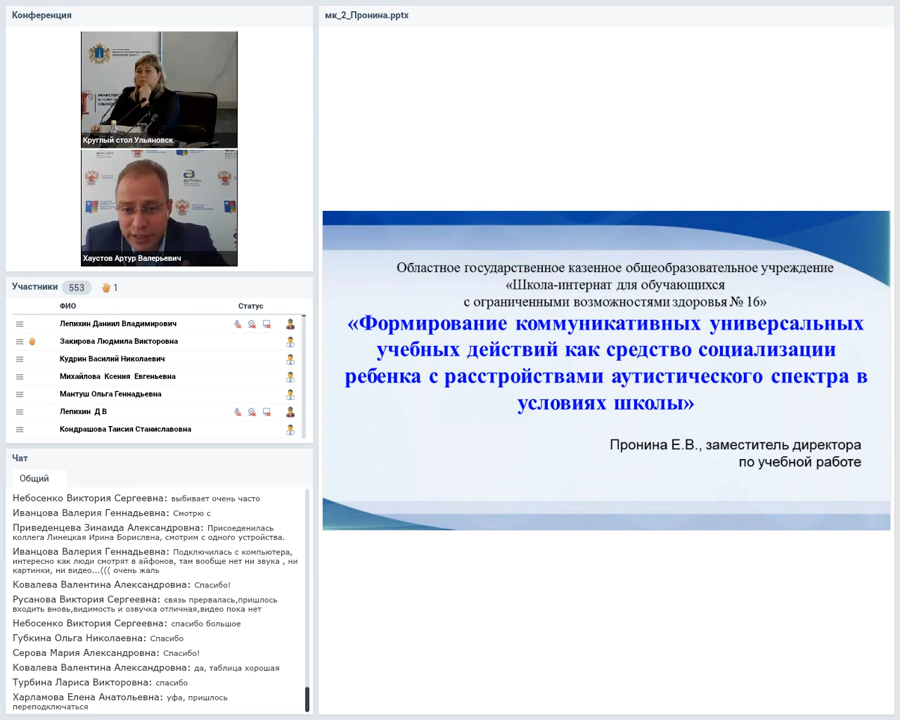 Конференция
Круглый стол Ульяновск
Хаустов Артур Валерьевич
Участники 553 1
ФИО Статус
Лепихин Даниил Владимирович
Закирова Людмила Викторовна
Кудрин Василий Николаевич
Михайлова Ксения Евгеньевна
Мантуш Ольга Геннадьевна
Лепихин Д В
Кондрашова Таисия Станиславовна
Чат
Общий
Небосенко Виктория Сергеевна: выбивает очень часто
Иванцова Валерия Геннадьевна: Смотрю с
Приведенцева Зинаида Александровна: Присоеденилась
коллега Линецкая Ирина Борислвна, смотрим с одного устройства.
Иванцова Валерия Геннадьевна: Подключилась с компьютера,
интересно как люди смотрят в айфонов, там вообще нет ни звука , ни
картинки, ни видео...((( очень жаль
Ковалева Валентина Александровна: Спасибо!
Русанова Виктория Сергеевна: связь прервалась,пришлось
входить вновь,видимость и озвучка отличная,видео пока нет
Небосенко Виктория Сергеевна: спасибо большое
Губкина Ольга Николаевна: Спасибо
Серова Мария Александровна: Спасибо!
Ковалева Валентина Александровна: да, таблица хорошая
Турбина Лариса Викторовна: спасибо
Харламова Елена Анатольевна: уфа, пришлось
переподключаться
мк_2_Пронина.pptx
Областное государственное казенное общеобразовательное учреждение
«Школа-интернат для обучающихся
с ограниченными возможностями здоровья № 16»
«Формирование коммуникативных универсальных
учебных действий как средство социализации
ребенка с расстройствами аутистического спектра в
условиях школы»
Пронина Е.В., заместитель директора
по учебной работе